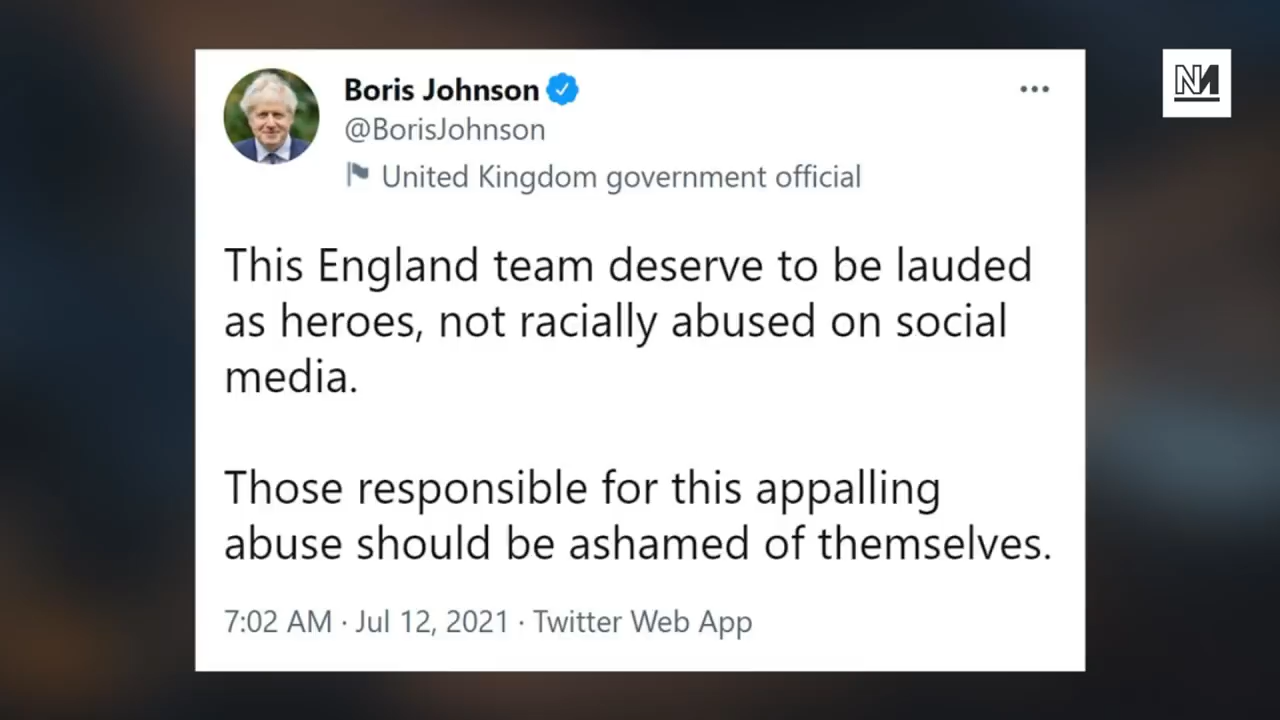 Boris Johnson
@BorisJohnson
United Kingdom government official
This England team deserve to be lauded
as heroes, not racially abused on social
media.
Those responsible for this appalling
abuse should be ashamed of themselves.
7:02 AM · Jul 12, 2021 · Twitter Web App
NM